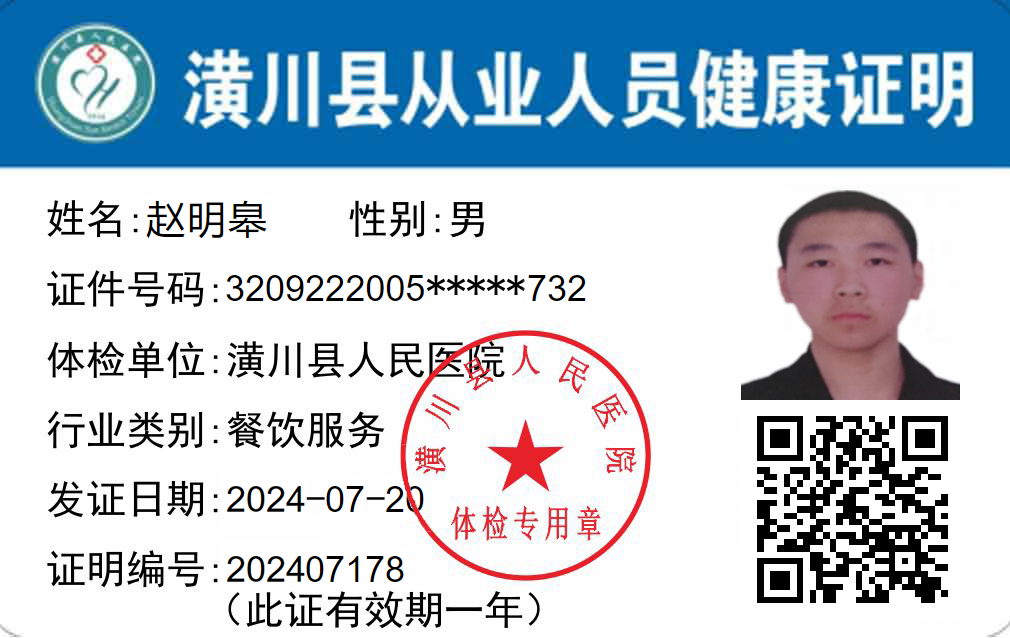 潢川县从业人员健康证明
姓名:赵明皋 性别:男
证件号码:3209222005*****732
体检单位:潢川县人民医院
行业类别:餐饮服务
发证日期:2024-07-20
证明编号:202407178
(此证有效期一年)
潢川县人民医院
体检专用章